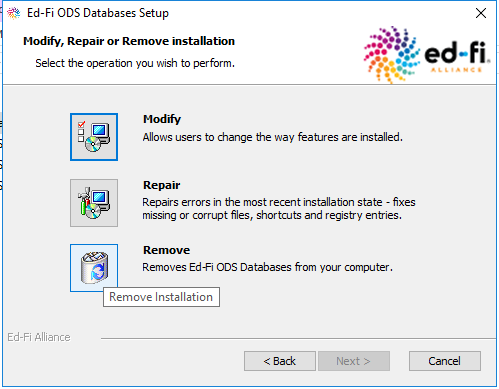 Ed-Fi ODS Databases Setup
Modify, Repair or Remove installation
Select the operation you wish to perform.
ed-fi
ALLIANCE
Modify
Allows users to change the way features are installed.
Repair
Repairs errors in the most recent installation state - fixes
missing or corrupt files, shortcuts and registry entries.
Remove
Removes Ed-Fi ODS Databases from your computer.
Remove Installation
Ed-Fi Alliance
< Back
Next >
Cancel